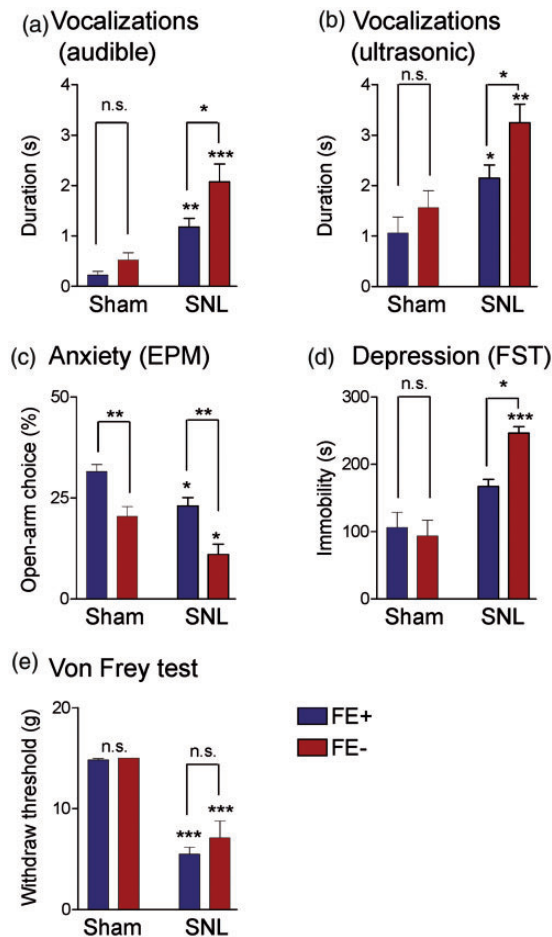 (a) Vocalizations
(audible)
4
3
2
1
0
Duration (s)
n.s.
*
**
***
Sham
SNL
(b) Vocalizations
(ultrasonic)
4
3
2
1
0
Duration (s)
n.s.
*
*
**
Sham
SNL
(c) Anxiety (EPM)
50
25
0
Open-arm choice (%)
**
**
*
*
Sham
SNL
(d) Depression (FST)
300
200
100
0
Immobility (s)
n.s.
*
***
Sham
SNL
(e) Von Frey test
20
10
0
Withdraw threshold (g)
n.s.
n.s.
***
***
Sham
SNL
FE+
FE-